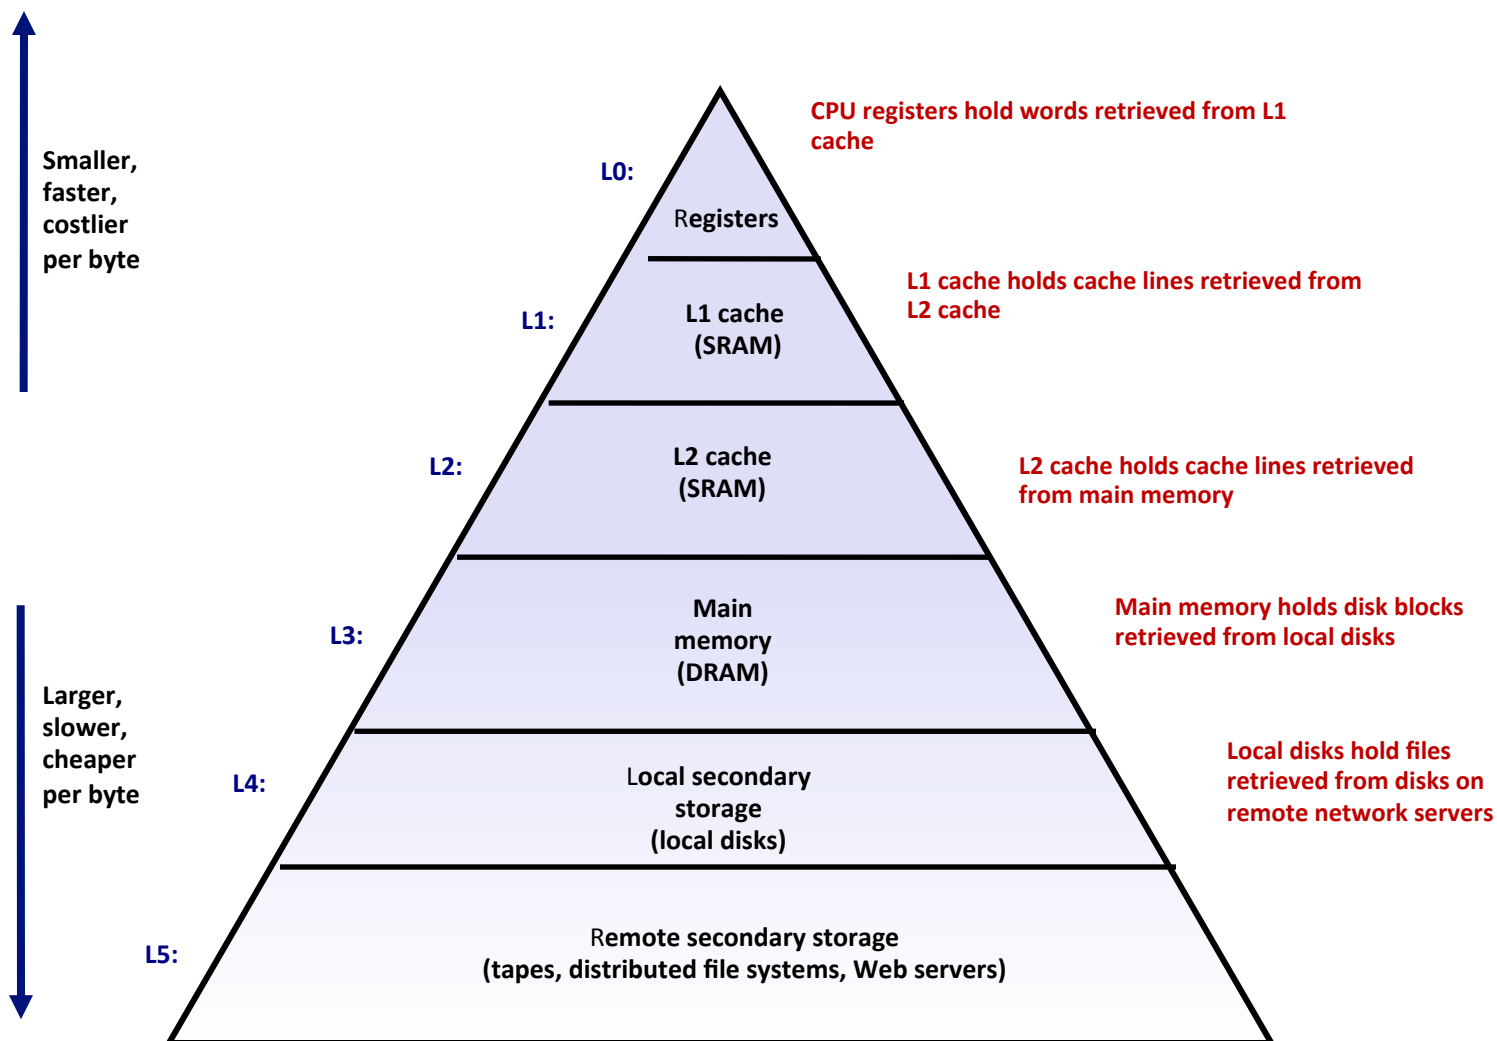 Smaller,
faster,
costlier
per byte
Larger,
slower,
cheaper
per byte
L0:
Registers
CPU registers hold words retrieved from L1
cache
L1:
L1 cache
(SRAM)
L1 cache holds cache lines retrieved from
L2 cache
L2:
L2 cache
(SRAM)
L2 cache holds cache lines retrieved
from main memory
L3:
Main
memory
(DRAM)
Main memory holds disk blocks
retrieved from local disks
L4:
Local secondary
storage
(local disks)
Local disks hold files
retrieved from disks on
remote network servers
L5:
Remote secondary storage
(tapes, distributed file systems, Web servers)